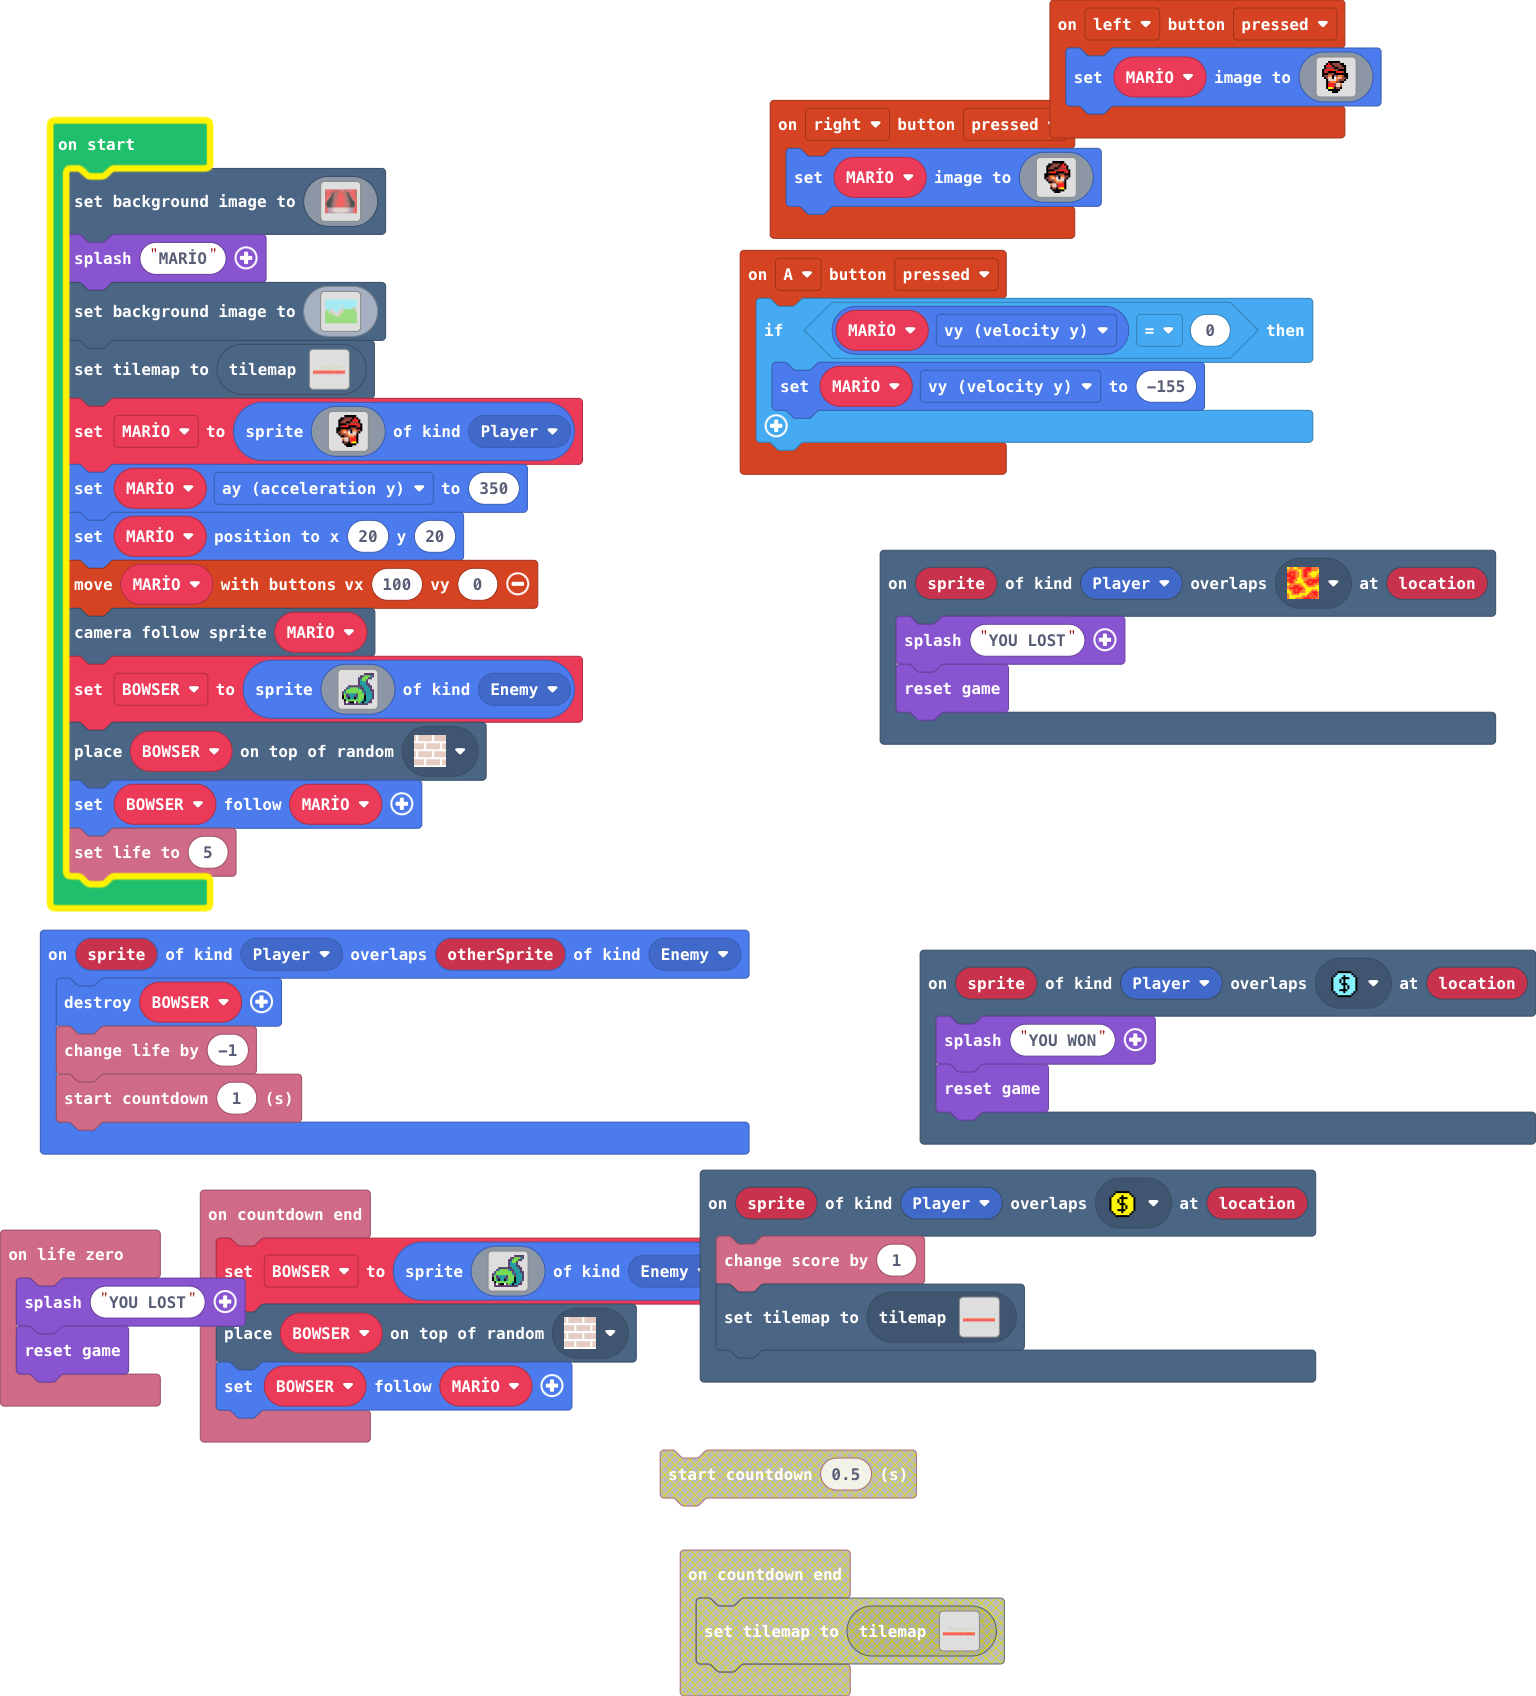 on left button pressed
set MARİO image to
on right button pressed
set MARİO image to
on start
set background image to
splash "MARİO"
set background image to
set tilemap to tilemap
set MARİO to sprite of kind Player
set MARİO ay (acceleration y) to 350
set MARİO position to x 20 y 20
move MARİO with buttons vx 100 vy 0
camera follow sprite MARİO
set BOWSER to sprite of kind Enemy
place BOWSER on top of random
set BOWSER follow MARİO
set life to 5
on A button pressed
if MARİO vy (velocity y) = 0 then
set MARİO vy (velocity y) to -155
on sprite of kind Player overlaps at location
splash "YOU LOST"
reset game
on sprite of kind Player overlaps otherSprite of kind Enemy
destroy BOWSER
change life by -1
start countdown 1 (s)
on sprite of kind Player overlaps $ at location
splash "YOU WON"
reset game
on life zero
splash "YOU LOST"
reset game
on countdown end
set BOWSER to sprite of kind Enemy
place BOWSER on top of random
set BOWSER follow MARİO
on sprite of kind Player overlaps $ at location
change score by 1
set tilemap to tilemap
start countdown 0.5 (s)
on countdown end
set tilemap to tilemap